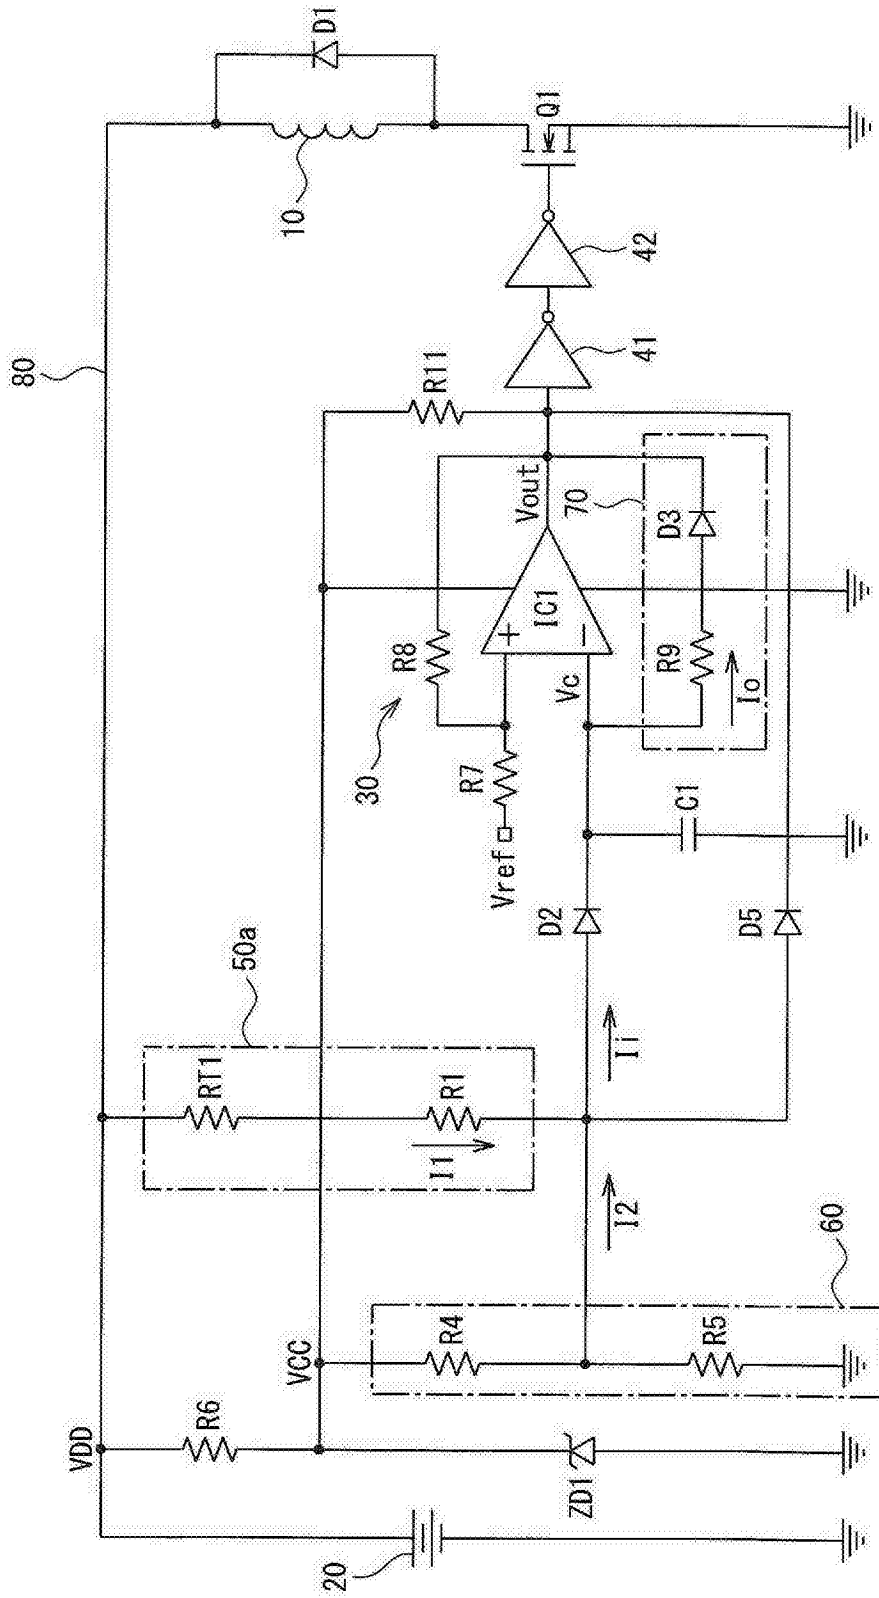 80
D1
10
Q1
42
41
R11
Vout
70
D3
IC1
+
−
R8
R9
Io
Vc
30
R7
Vref
C1
D2
D5
50a
RT1
R1
I1
Ii
I2
60
VCC
R4
R5
VDD
R6
ZD1
20